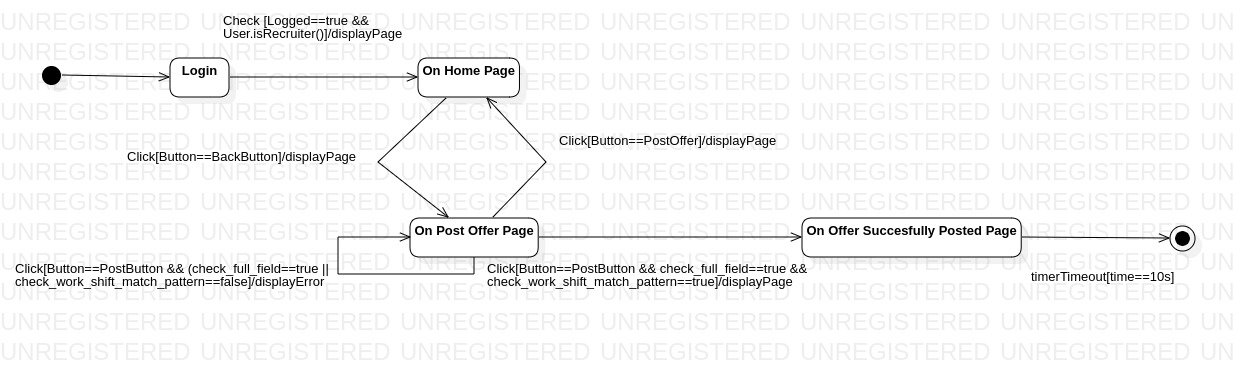 Check [Logged==true &&
User.isRecruiter()]/displayPage
Login
On Home Page
Click[Button==BackButton]/displayPage
Click[Button==PostOffer]/displayPage
On Post Offer Page
On Offer Succesfully Posted Page
Click[Button==PostButton && (check_full_field==true ||
check_work_shift_match_pattern==false]/displayError
Click[Button==PostButton && check_full_field==true &&
check_work_shift_match_pattern==true]/displayPage
timerTimeout[time==10s]
UNREGISTERED UNREGISTERED UNREGISTERED UNREGISTERED UNREGISTERED UNREGISTERED UN